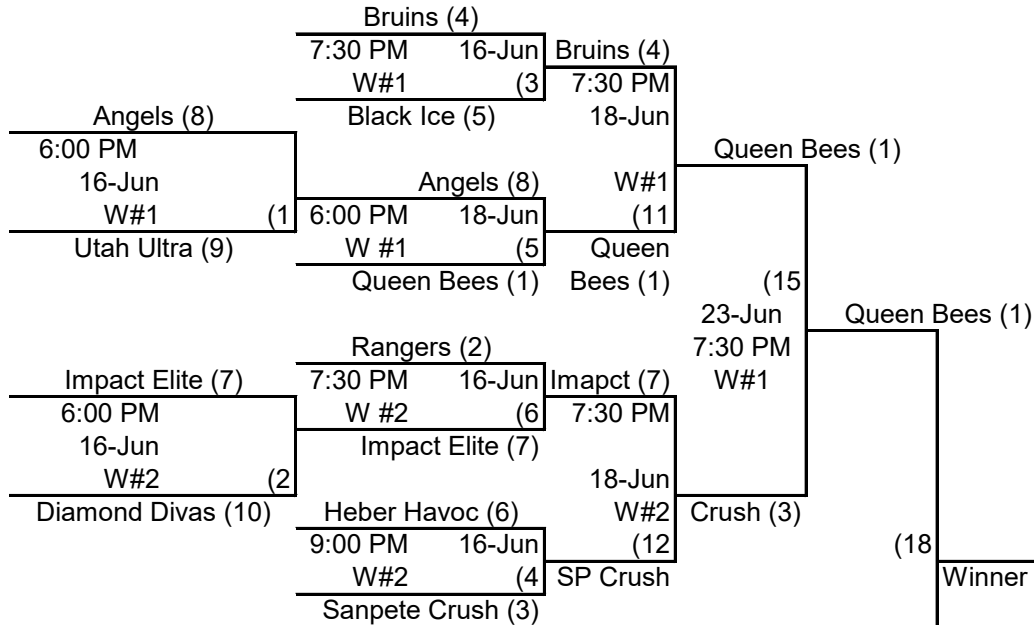 Bruins (4)
7:30 PM 16-Jun Bruins (4)
W#1 (3 7:30 PM
Angels (8) Black Ice (5) 18-Jun
6:00 PM Queen Bees (1)
16-Jun Angels (8) W#1
W#1 (1 6:00 PM 18-Jun (11
Utah Ultra (9) W #1 (5 Queen
Queen Bees (1) Bees (1) (15
23-Jun Queen Bees (1)
Rangers (2) 7:30 PM
Impact Elite (7) 7:30 PM 16-Jun Imapct (7) W#1
6:00 PM W #2 (6 7:30 PM
16-Jun Impact Elite (7)
W#2 (2 18-Jun
Diamond Divas (10) Heber Havoc (6) W#2 Crush (3)
9:00 PM 16-Jun (12 (18
W#2 (4 SP Crush Winner
Sanpete Crush (3)